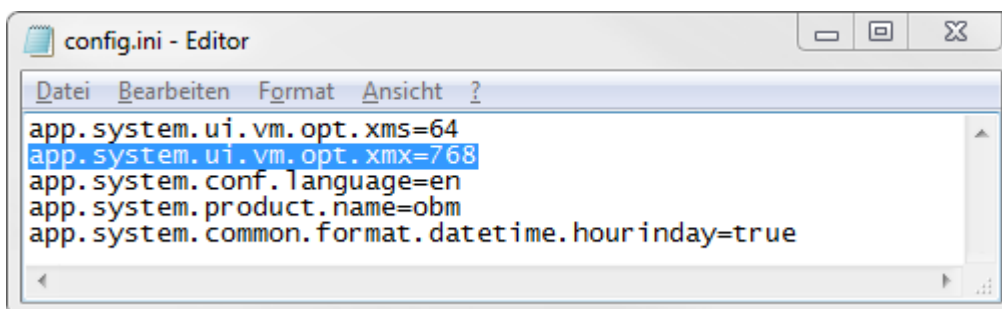 config.ini - Editor
Datei Bearbeiten Format Ansicht ?
app.system.ui.vm.opt.xms=64
app.system.ui.vm.opt.xmx=768
app.system.conf.language=en
app.system.product.name=obm
app.system.common.format.datetime.hourinday=true